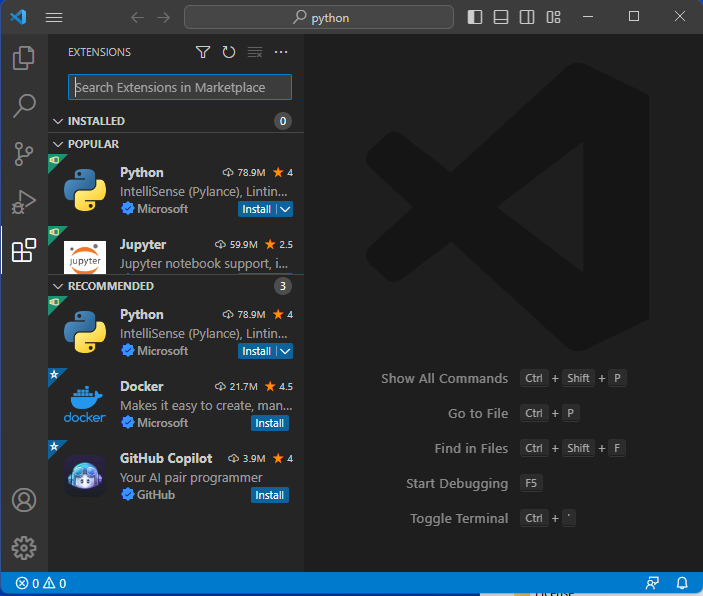 python
EXTENSIONS
Search Extensions in Marketplace
INSTALLED 0
POPULAR
Python 78.9M 4
IntelliSense (Pylance), Lintin...
Microsoft Install
Jupyter 59.9M 2.5
jupyter
Jupyter notebook support, i...
RECOMMENDED 3
Python 78.9M 4
IntelliSense (Pylance), Lintin...
Microsoft Install
Docker 21.7M 4.5
docker
Makes it easy to create, man...
Microsoft Install
GitHub Copilot 3.9M 4
Your AI pair programmer
GitHub Install
Show All Commands Ctrl + Shift + P
Go to File Ctrl + P
Find in Files Ctrl + Shift + F
Start Debugging F5
Toggle Terminal Ctrl + `
0 0